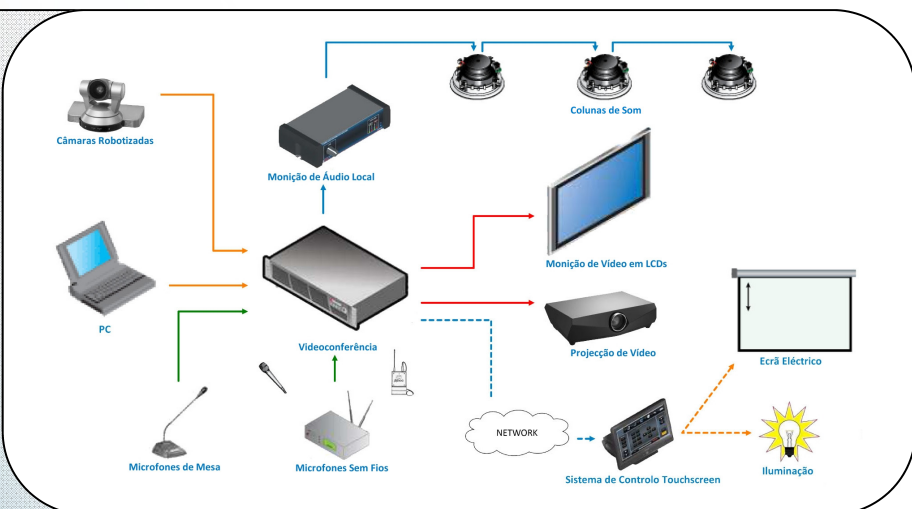 Colunas de Som
Câmaras Robotizadas
Monição de Áudio Local
Monição de Vídeo em LCDs
PC
Videoconferência
Projecção de Vídeo
Ecrã Eléctrico
NETWORK
Microfones de Mesa
Microfones Sem Fios
Sistema de Controlo Touchscreen
Iluminação